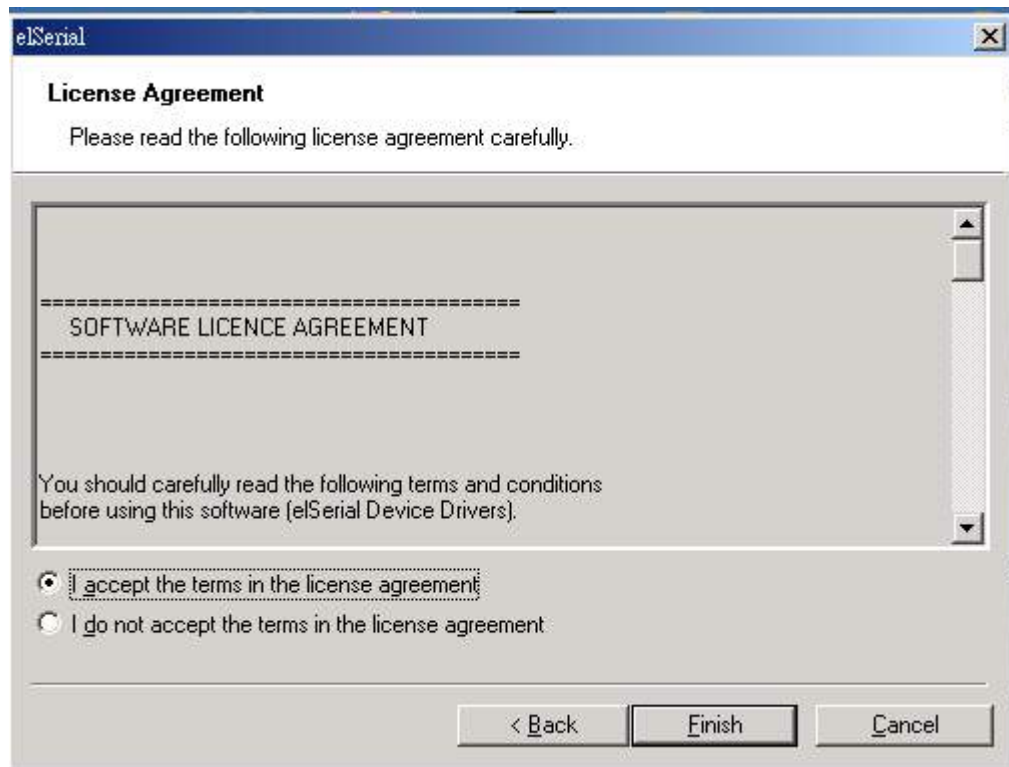 elSerial
License Agreement
Please read the following license agreement carefully.
========================================
SOFTWARE LICENCE AGREEMENT
========================================
You should carefully read the following terms and conditions
before using this software (elSerial Device Drivers).
I accept the terms in the license agreement
I do not accept the terms in the license agreement
< Back Finish Cancel